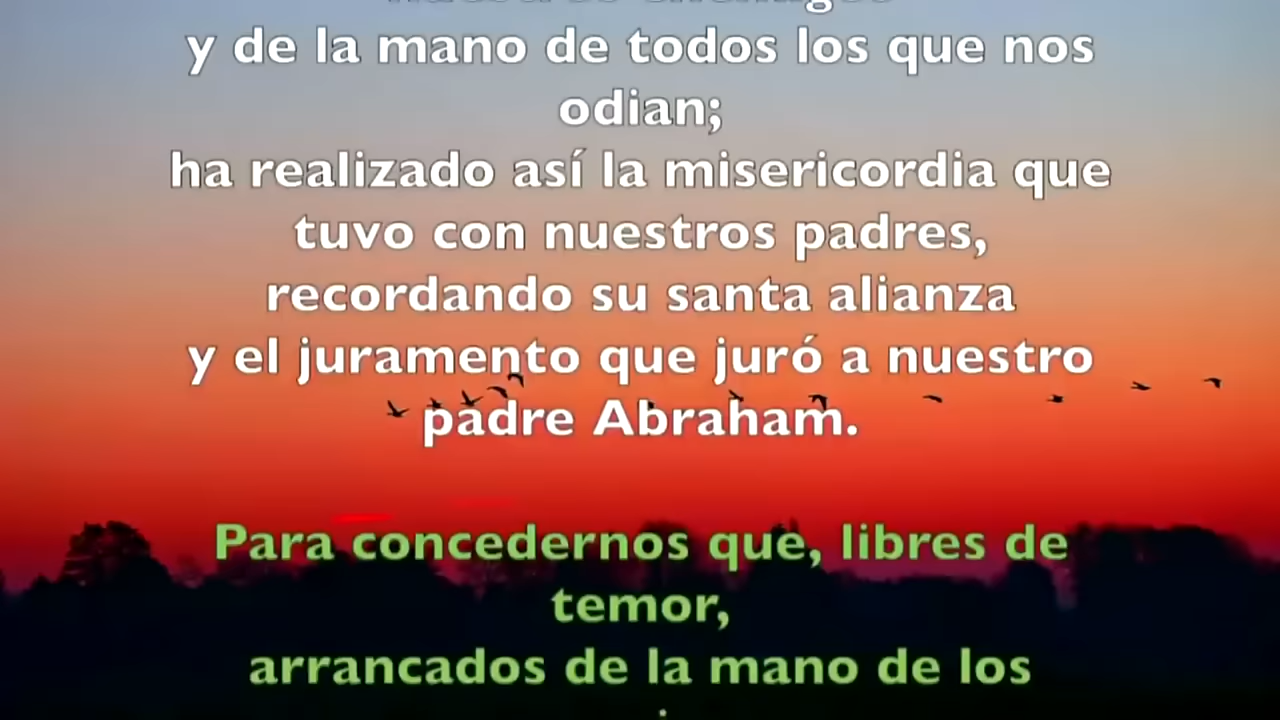 y de la mano de todos los que nos
odian;
ha realizado así la misericordia que
tuvo con nuestros padres,
recordando su santa alianza
y el juramento que juró a nuestro
padre Abraham.
Para concedernos que, libres de
temor,
arrancados de la mano de los